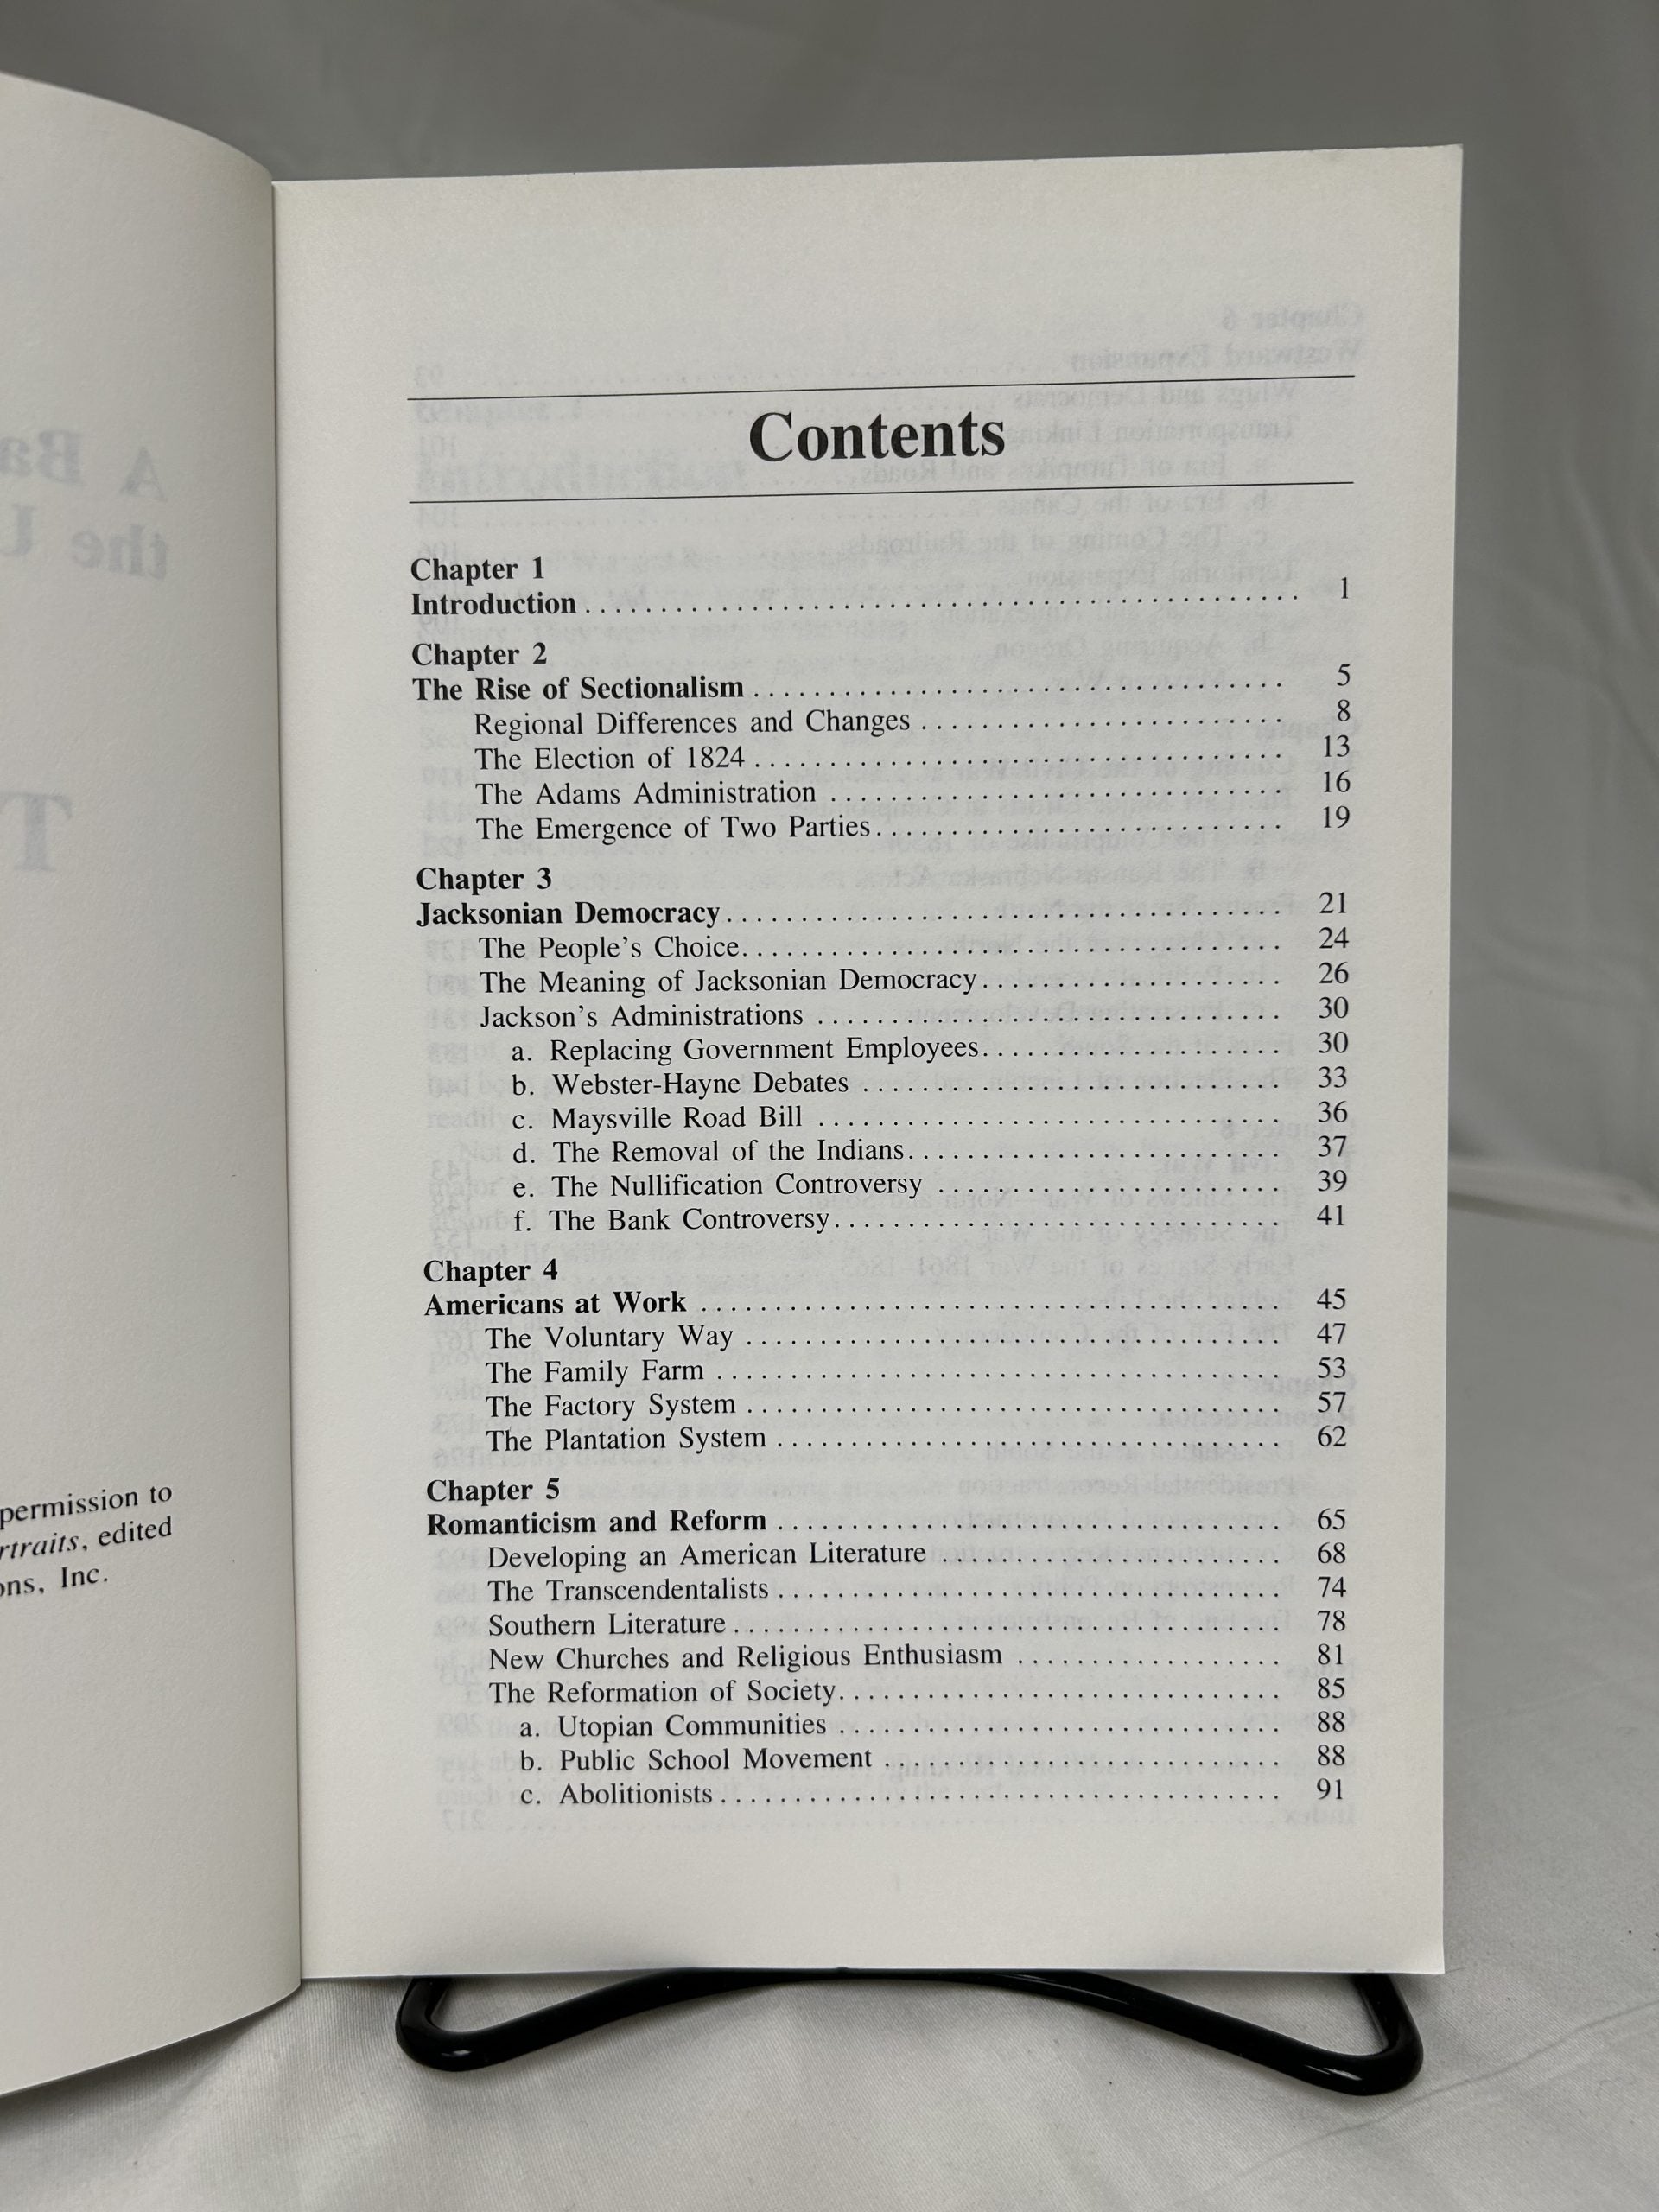 permission to
rtraits, edited
ons, Inc.
Contents
Chapter 1
Introduction . . . . . . . . . . . . . . . . . . . . . . . . . . . . . . . . . . . . . . . . . . . . . . . 1
Chapter 2
The Rise of Sectionalism . . . . . . . . . . . . . . . . . . . . . . . . . . . . . . . . . . . 5
Regional Differences and Changes . . . . . . . . . . . . . . . . . . . . . . . . 8
The Election of 1824 . . . . . . . . . . . . . . . . . . . . . . . . . . . . . . . . . . . 13
The Adams Administration . . . . . . . . . . . . . . . . . . . . . . . . . . . . . . 16
The Emergence of Two Parties . . . . . . . . . . . . . . . . . . . . . . . . . . . 19
Chapter 3
Jacksonian Democracy . . . . . . . . . . . . . . . . . . . . . . . . . . . . . . . . . . . . . 21
The People's Choice . . . . . . . . . . . . . . . . . . . . . . . . . . . . . . . . . . . . 24
The Meaning of Jacksonian Democracy . . . . . . . . . . . . . . . . . . . . 26
Jackson's Administrations . . . . . . . . . . . . . . . . . . . . . . . . . . . . . . . 30
a. Replacing Government Employees . . . . . . . . . . . . . . . . . . . . 30
b. Webster-Hayne Debates . . . . . . . . . . . . . . . . . . . . . . . . . . . . 33
c. Maysville Road Bill . . . . . . . . . . . . . . . . . . . . . . . . . . . . . . . 36
d. The Removal of the Indians . . . . . . . . . . . . . . . . . . . . . . . . . 37
e. The Nullification Controversy . . . . . . . . . . . . . . . . . . . . . . . 39
f. The Bank Controversy . . . . . . . . . . . . . . . . . . . . . . . . . . . . . . 41
Chapter 4
Americans at Work . . . . . . . . . . . . . . . . . . . . . . . . . . . . . . . . . . . . . . . 45
The Voluntary Way . . . . . . . . . . . . . . . . . . . . . . . . . . . . . . . . . . . . 47
The Family Farm . . . . . . . . . . . . . . . . . . . . . . . . . . . . . . . . . . . . . . 53
The Factory System . . . . . . . . . . . . . . . . . . . . . . . . . . . . . . . . . . . . 57
The Plantation System . . . . . . . . . . . . . . . . . . . . . . . . . . . . . . . . . . 62
Chapter 5
Romanticism and Reform . . . . . . . . . . . . . . . . . . . . . . . . . . . . . . . . . . 65
Developing an American Literature . . . . . . . . . . . . . . . . . . . . . . . 68
The Transcendentalists . . . . . . . . . . . . . . . . . . . . . . . . . . . . . . . . . . 74
Southern Literature . . . . . . . . . . . . . . . . . . . . . . . . . . . . . . . . . . . . . 78
New Churches and Religious Enthusiasm . . . . . . . . . . . . . . . . . . 81
The Reformation of Society . . . . . . . . . . . . . . . . . . . . . . . . . . . . . . 85
a. Utopian Communities . . . . . . . . . . . . . . . . . . . . . . . . . . . . . . 88
b. Public School Movement . . . . . . . . . . . . . . . . . . . . . . . . . . . 88
c. Abolitionists . . . . . . . . . . . . . . . . . . . . . . . . . . . . . . . . . . . . . . 91